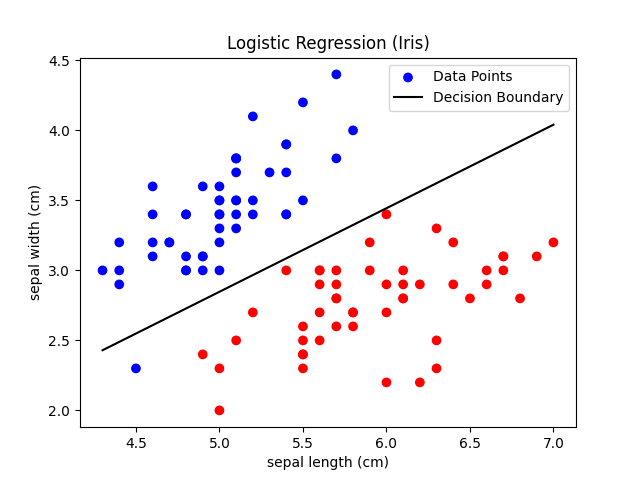 Logistic Regression (Iris)
Data Points
Decision Boundary
4.5
4.0
3.5
3.0
2.5
2.0
sepal width (cm)
4.5 5.0 5.5 6.0 6.5 7.0
sepal length (cm)